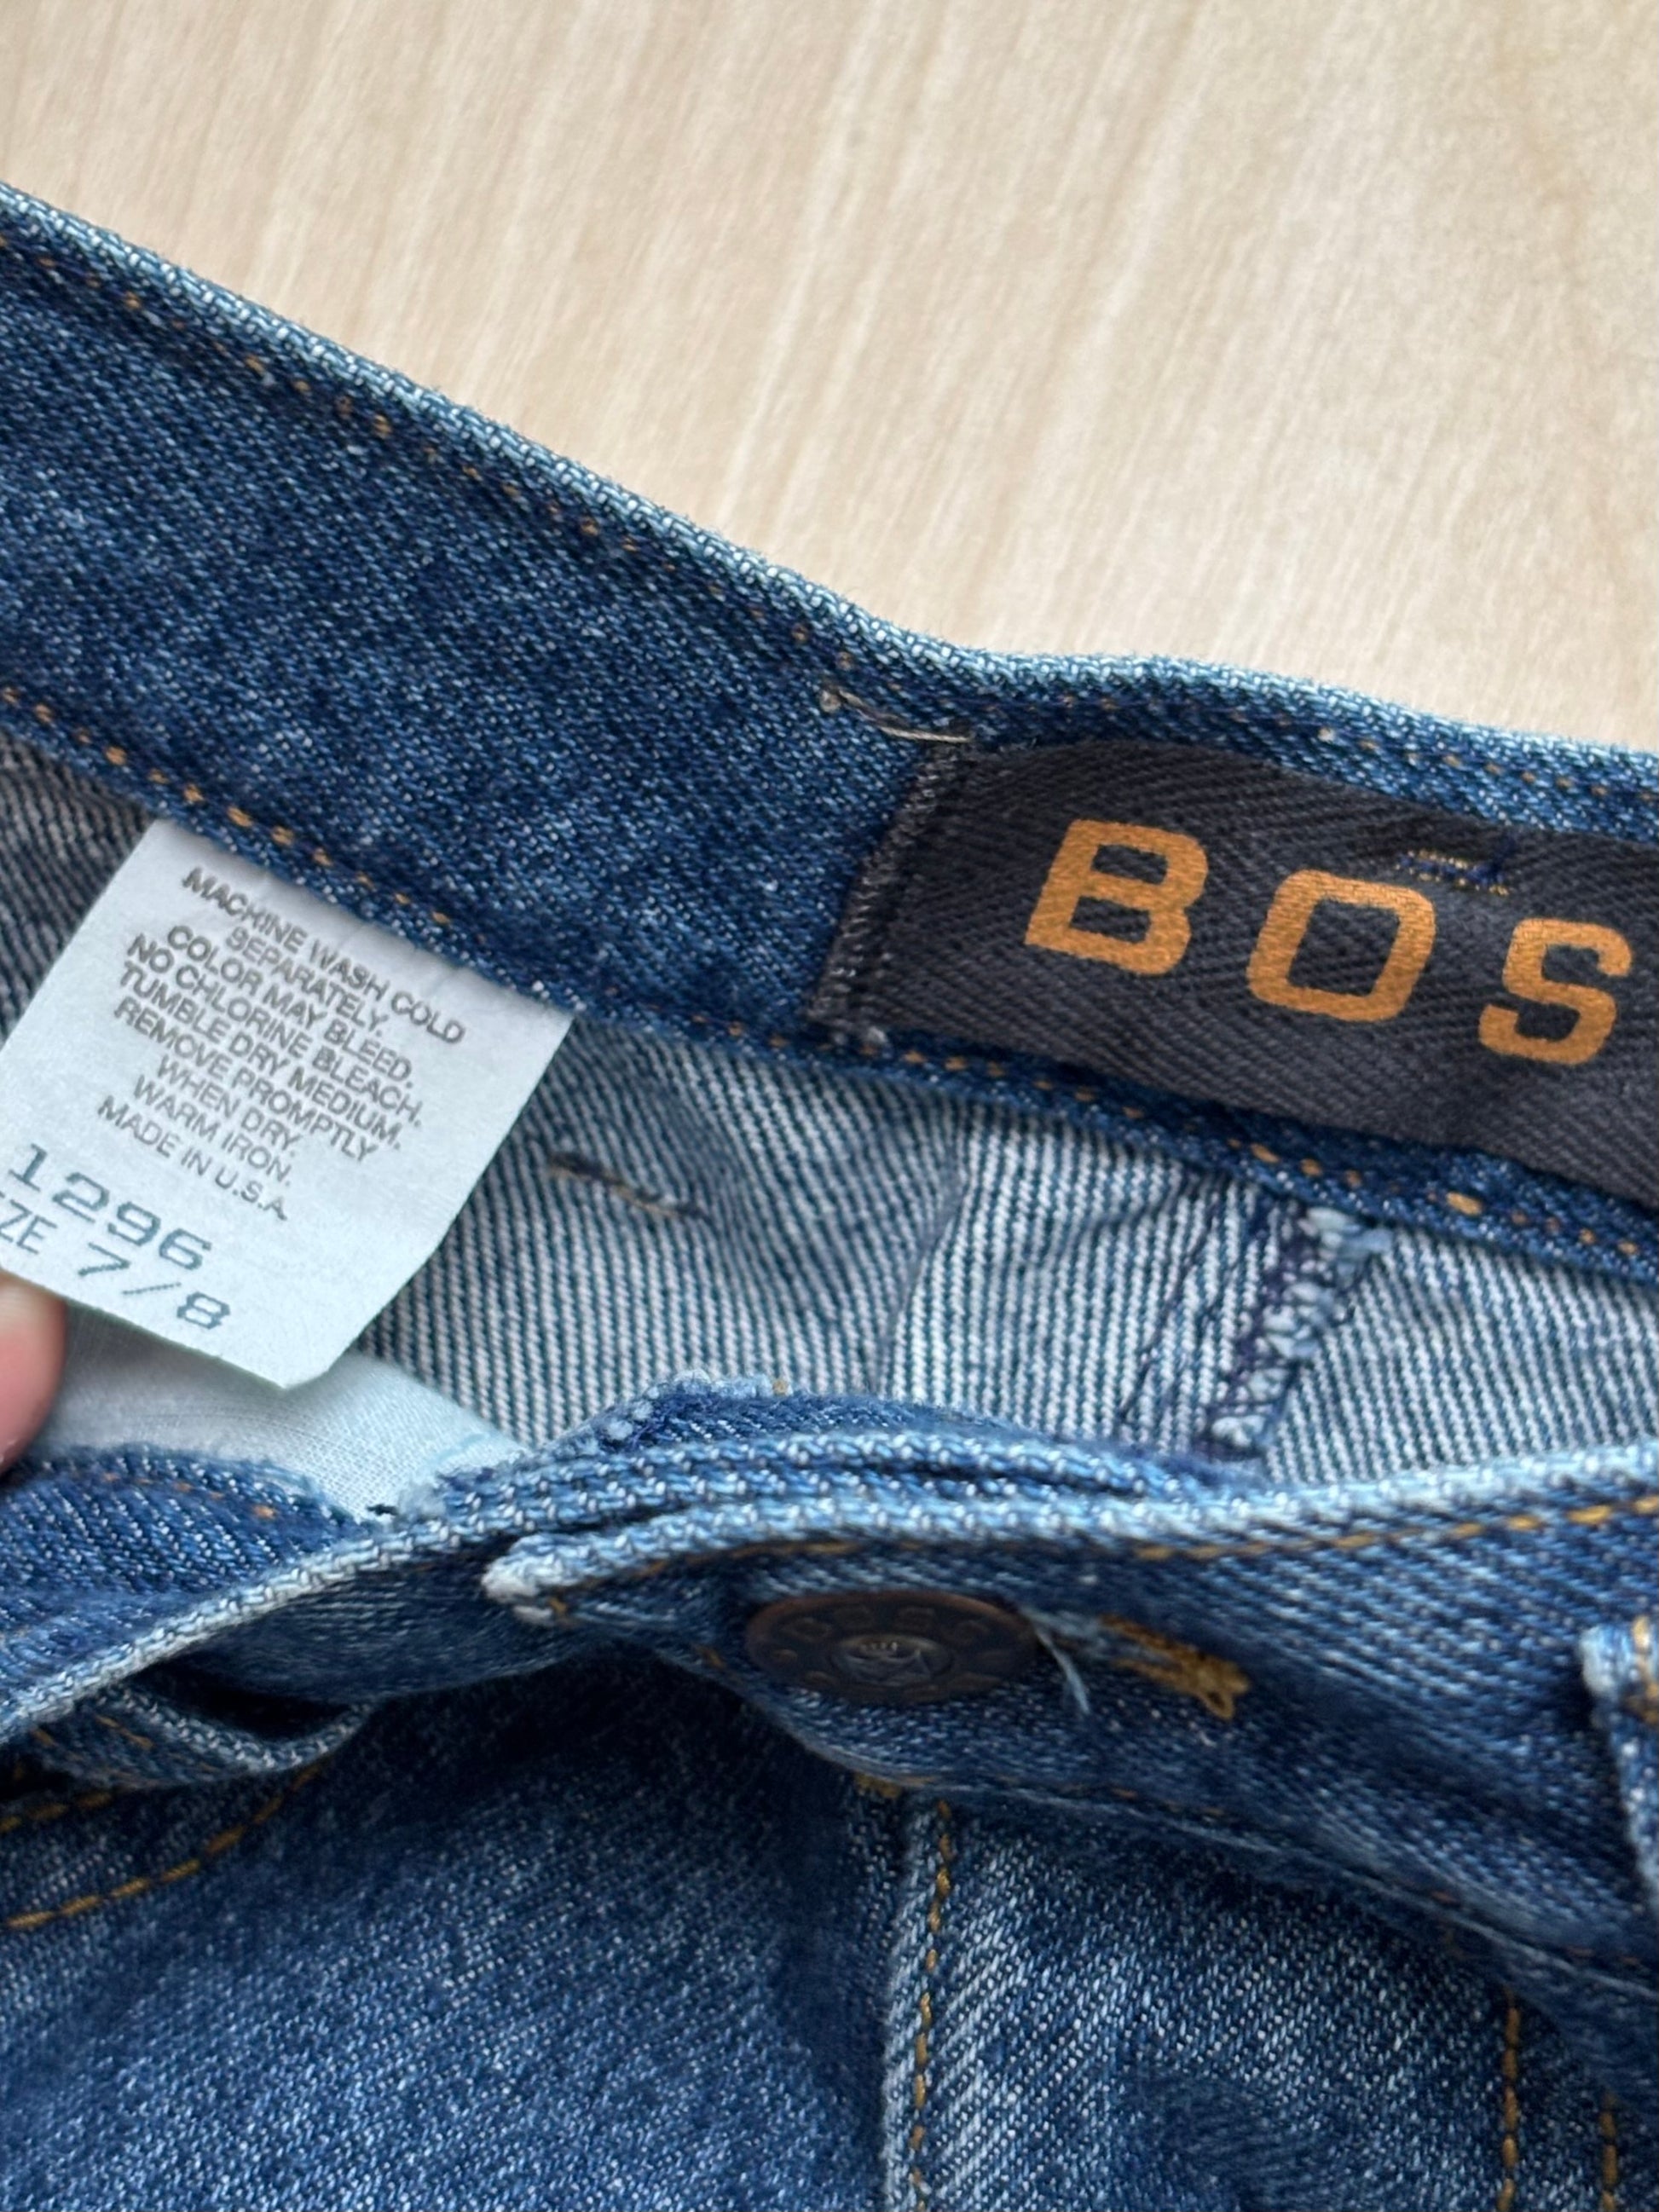 BOS
MACHINE WASH COLD
SEPARATELY.
COLOR MAY BLEED.
NO CHLORINE BLEACH.
TUMBLE DRY MEDIUM.
REMOVE PROMPTLY
WHEN DRY.
WARM IRON.
MADE IN U.S.A.
1296
ZE 7/8